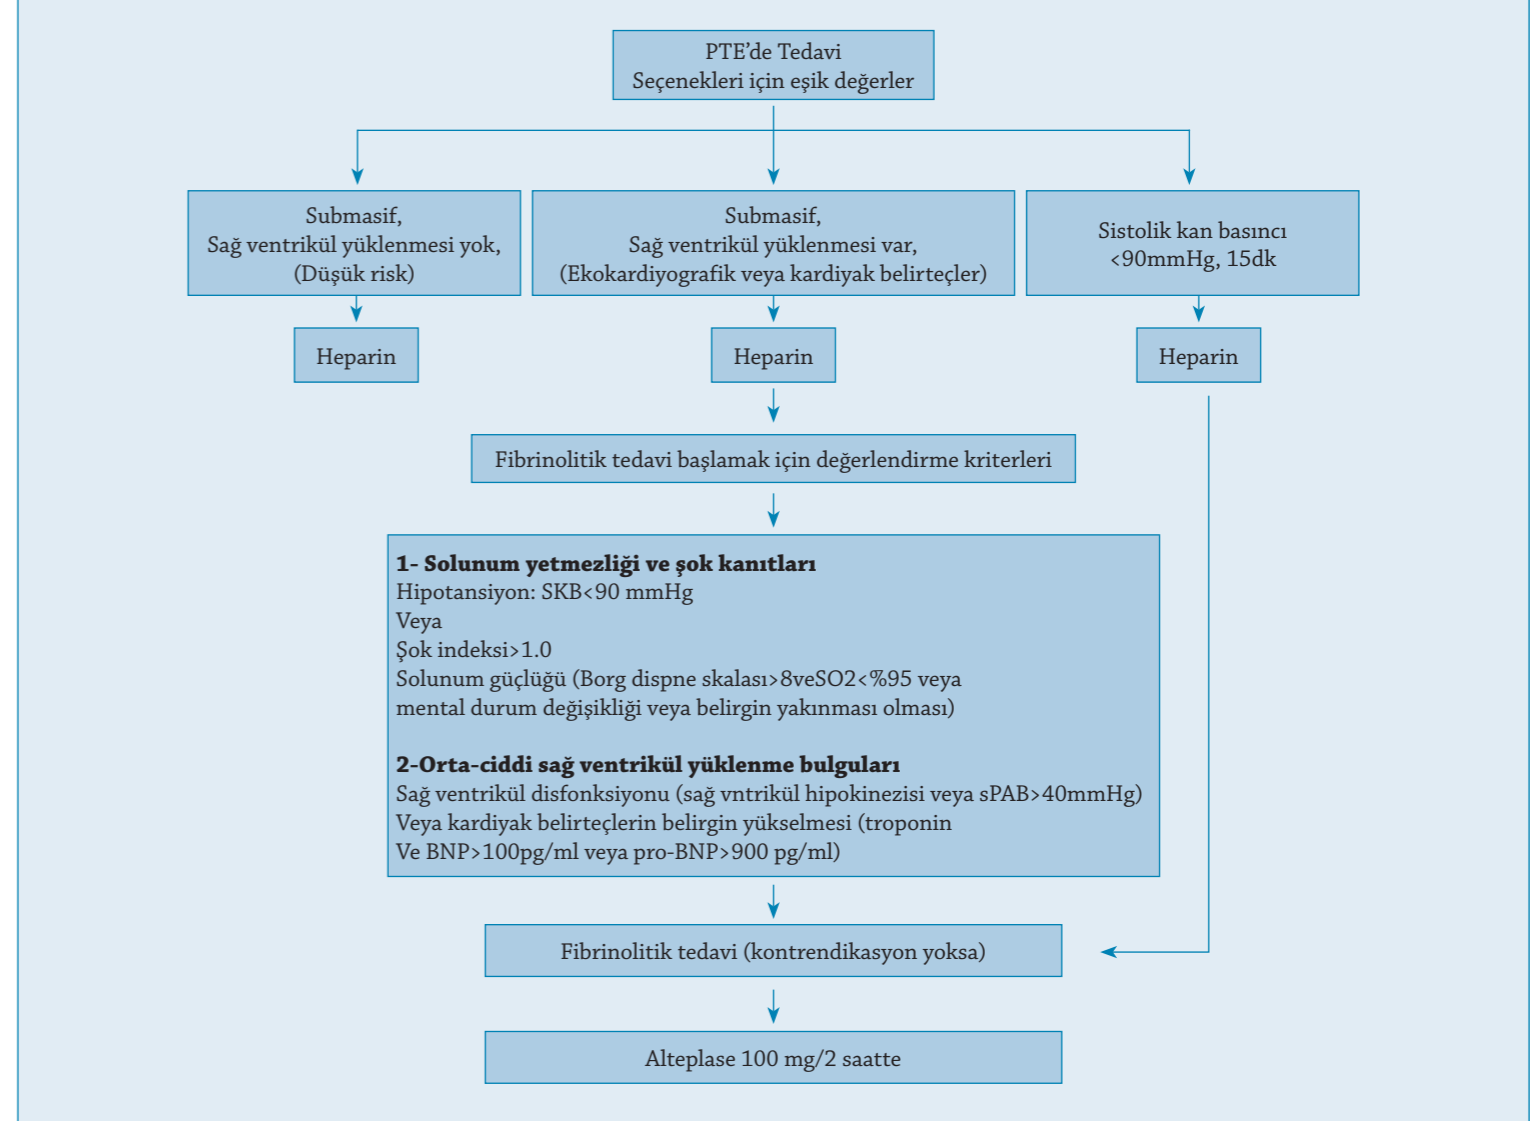 PTE’de Tedavi
Seçenekleri için eşik değerler
Submasif,
Sağ ventrikül yüklenmesi yok,
(Düşük risk)
Submasif,
Sağ ventrikül yüklenmesi var,
(Ekokardiyografik veya kardiyak belirteçler)
Sistolik kan basıncı
<90mmHg, 15dk
Heparin
Heparin
Heparin
Fibrinolitik tedavi başlamak için değerlendirme kriterleri
1- Solunum yetmezliği ve şok kanıtları
Hipotansiyon: SKB<90 mmHg
Veya
Şok indeksi>1.0
Solunum güçlüğü (Borg dispne skalası>8veSO2<%95 veya
mental durum değişikliği veya belirgin yakınması olması)
2-Orta-ciddi sağ ventrikül yüklenme bulguları
Sağ ventrikül disfonksiyonu (sağ vntrikül hipokinezisi veya sPAB>40mmHg)
Veya kardiyak belirteçlerin belirgin yükselmesi (troponin
Ve BNP>100pg/ml veya pro-BNP>900 pg/ml)
Fibrinolitik tedavi (kontrendikasyon yoksa)
Alteplase 100 mg/2 saatte